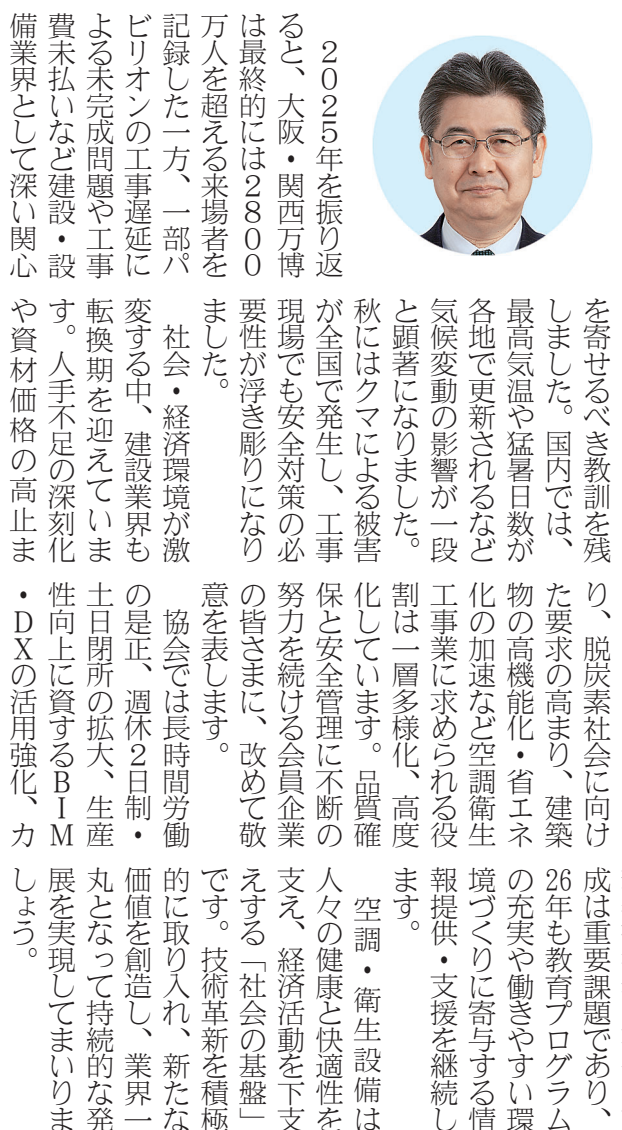 ２０２５年を振り返
ると、大阪・関西万博
は最終的には２８００
万人を超える来場者を
記録した一方、一部パ
ビリオンの工事遅延に
よる未完成問題や工事
費未払いなど建設・設
備業界として深い関心
を寄せるべき教訓を残
しました。国内では、
最高気温や猛暑日数が
各地で更新されるなど
気候変動の影響が一段
と顕著になりました。
秋にはクマによる被害
が全国で発生し、工事
現場でも安全対策の必
要性が浮き彫りになり
ました。
　社会・経済環境が激
変する中、建設業界も
転換期を迎えていま
す。人手不足の深刻化
や資材価格の高止ま
り、脱炭素社会に向け
た要求の高まり、建築
物の高機能化・省エネ
化の加速など空調衛生
工事業に求められる役
割は一層多様化、高度
化しています。品質確
保と安全管理に不断の
努力を続ける会員企業
の皆さまに、改めて敬
意を表します。
　協会では長時間労働
の是正、週休２日制・
土日閉所の拡大、生産
性向上に資するＢＩＭ
・ＤＸの活用強化、カ
成は重要課題であり、
26年も教育プログラム
の充実や働きやすい環
境づくりに寄与する情
報提供・支援を継続し
ます。
　空調・衛生設備は
人々の健康と快適性を
支え、経済活動を下支
えする「社会の基盤」
です。技術革新を積極
的に取り入れ、新たな
価値を創造し、業界一
丸となって持続的な発
展を実現してまいりま
しょう。